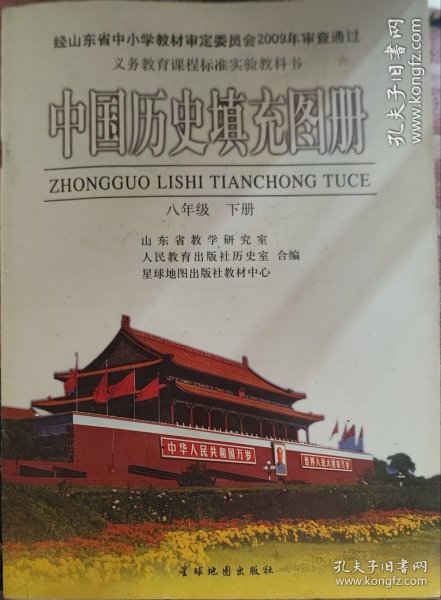 经山东省中小学教材审定委员会2009年审查通过
义务教育课程标准实验教科书
中国历史填充图册
ZHONGGUO LISHI TIANCHONG TUCE
八年级 下册
山东省教学研究室
人民教育出版社历史室 合编
星球地图出版社教材中心
中华人民共和国万岁
世界人民大团结万岁
星球地图出版社
孔夫子旧书网
孔夫子旧书网
www.kongfz.com